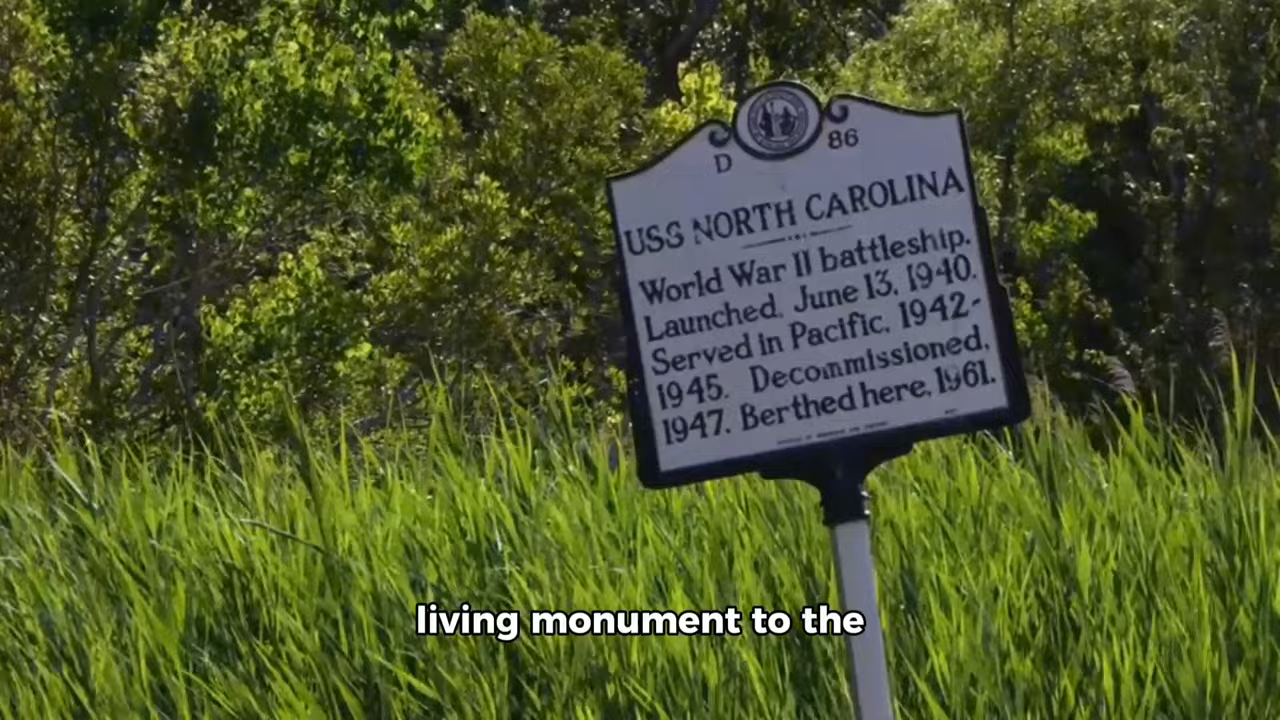 D 86
USS NORTH CAROLINA
World War II battleship.
Launched, June 13, 1940.
Served in Pacific, 1942-
1945. Decommissioned,
1947. Berthed here, 1961.
living monument to the